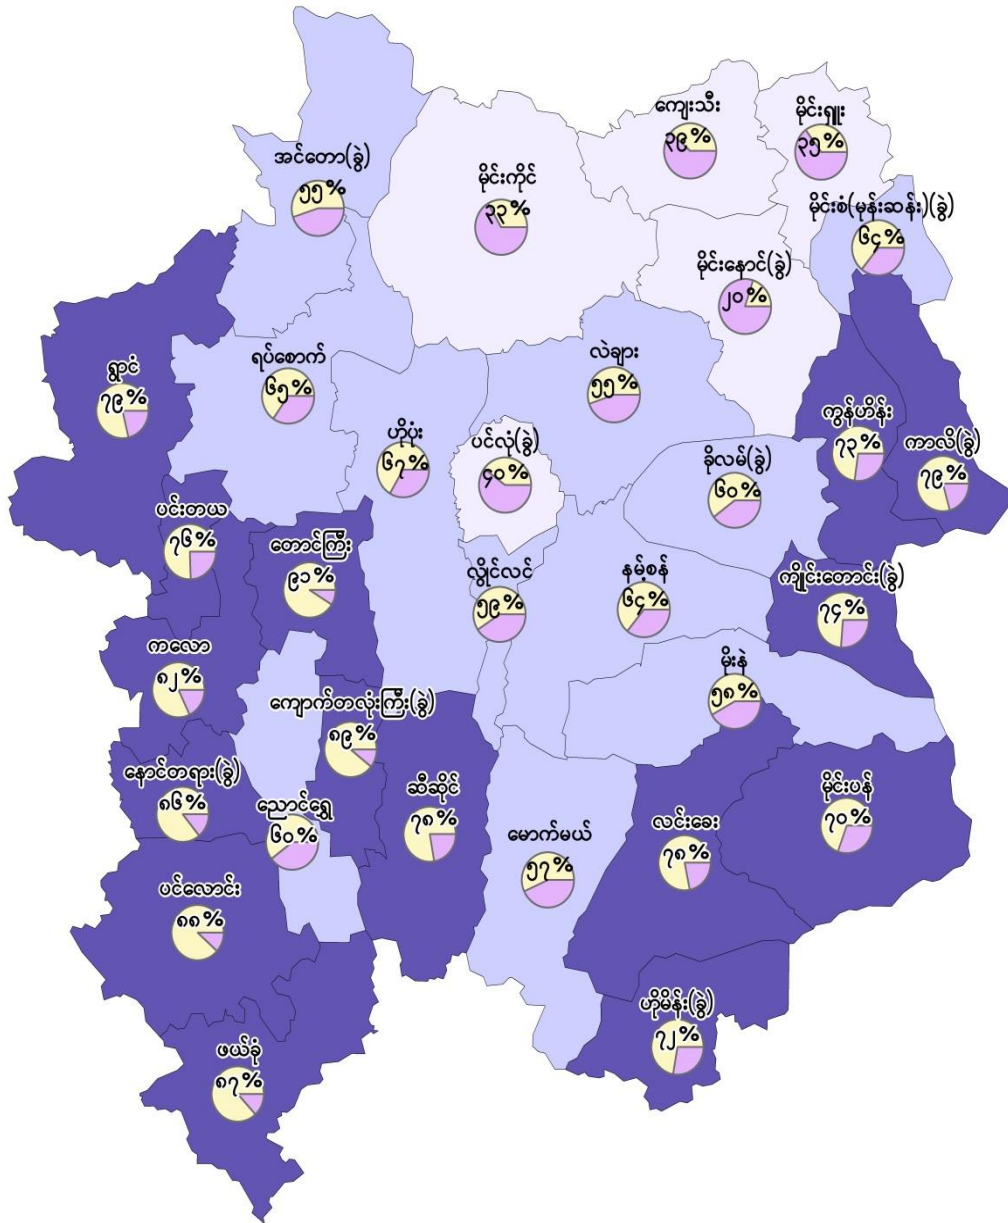 ကျေးသီး
၃၉%
မိုင်းရှူး
၃၅%
အင်တော(ခွဲ)
၅၅%
မိုင်းကိုင်
၃၃%
မိုင်းစံ(မုန်းဆန်း)(ခွဲ)
၆၄%
မိုင်းနောင်(ခွဲ)
၂၀%
ရွာငံ
၇၉%
ရပ်စောက်
၆၅%
လဲချား
၅၅%
ဟိုပုံး
၆၇%
ပင်လုံ(ခွဲ)
၄၀%
ကွန်ဟိန်း
၇၃%
ကာလိ(ခွဲ)
၇၉%
ခိုလမ်(ခွဲ)
၆၀%
ပင်းတယ
၇၆%
တောင်ကြီး
၉၁%
လွိုင်လင်
၅၉%
နမ့်စန်
၆၄%
ကျိုင်းတောင်း(ခွဲ)
၇၄%
ကလော
၈၂%
မိုးနဲ
၅၈%
ကျောက်တလုံးကြီး(ခွဲ)
၈၉%
နောင်တရား(ခွဲ)
၈၆%
ညောင်ရွှေ
၆၀%
ဆီဆိုင်
၇၈%
မိုင်းပန်
၇၀%
လင်းခေး
၇၈%
မောက်မယ်
၅၇%
ပင်လောင်း
၈၈%
ဟိုမိန်း(ခွဲ)
၇၂%
ဖယ်ခုံ
၈၇%